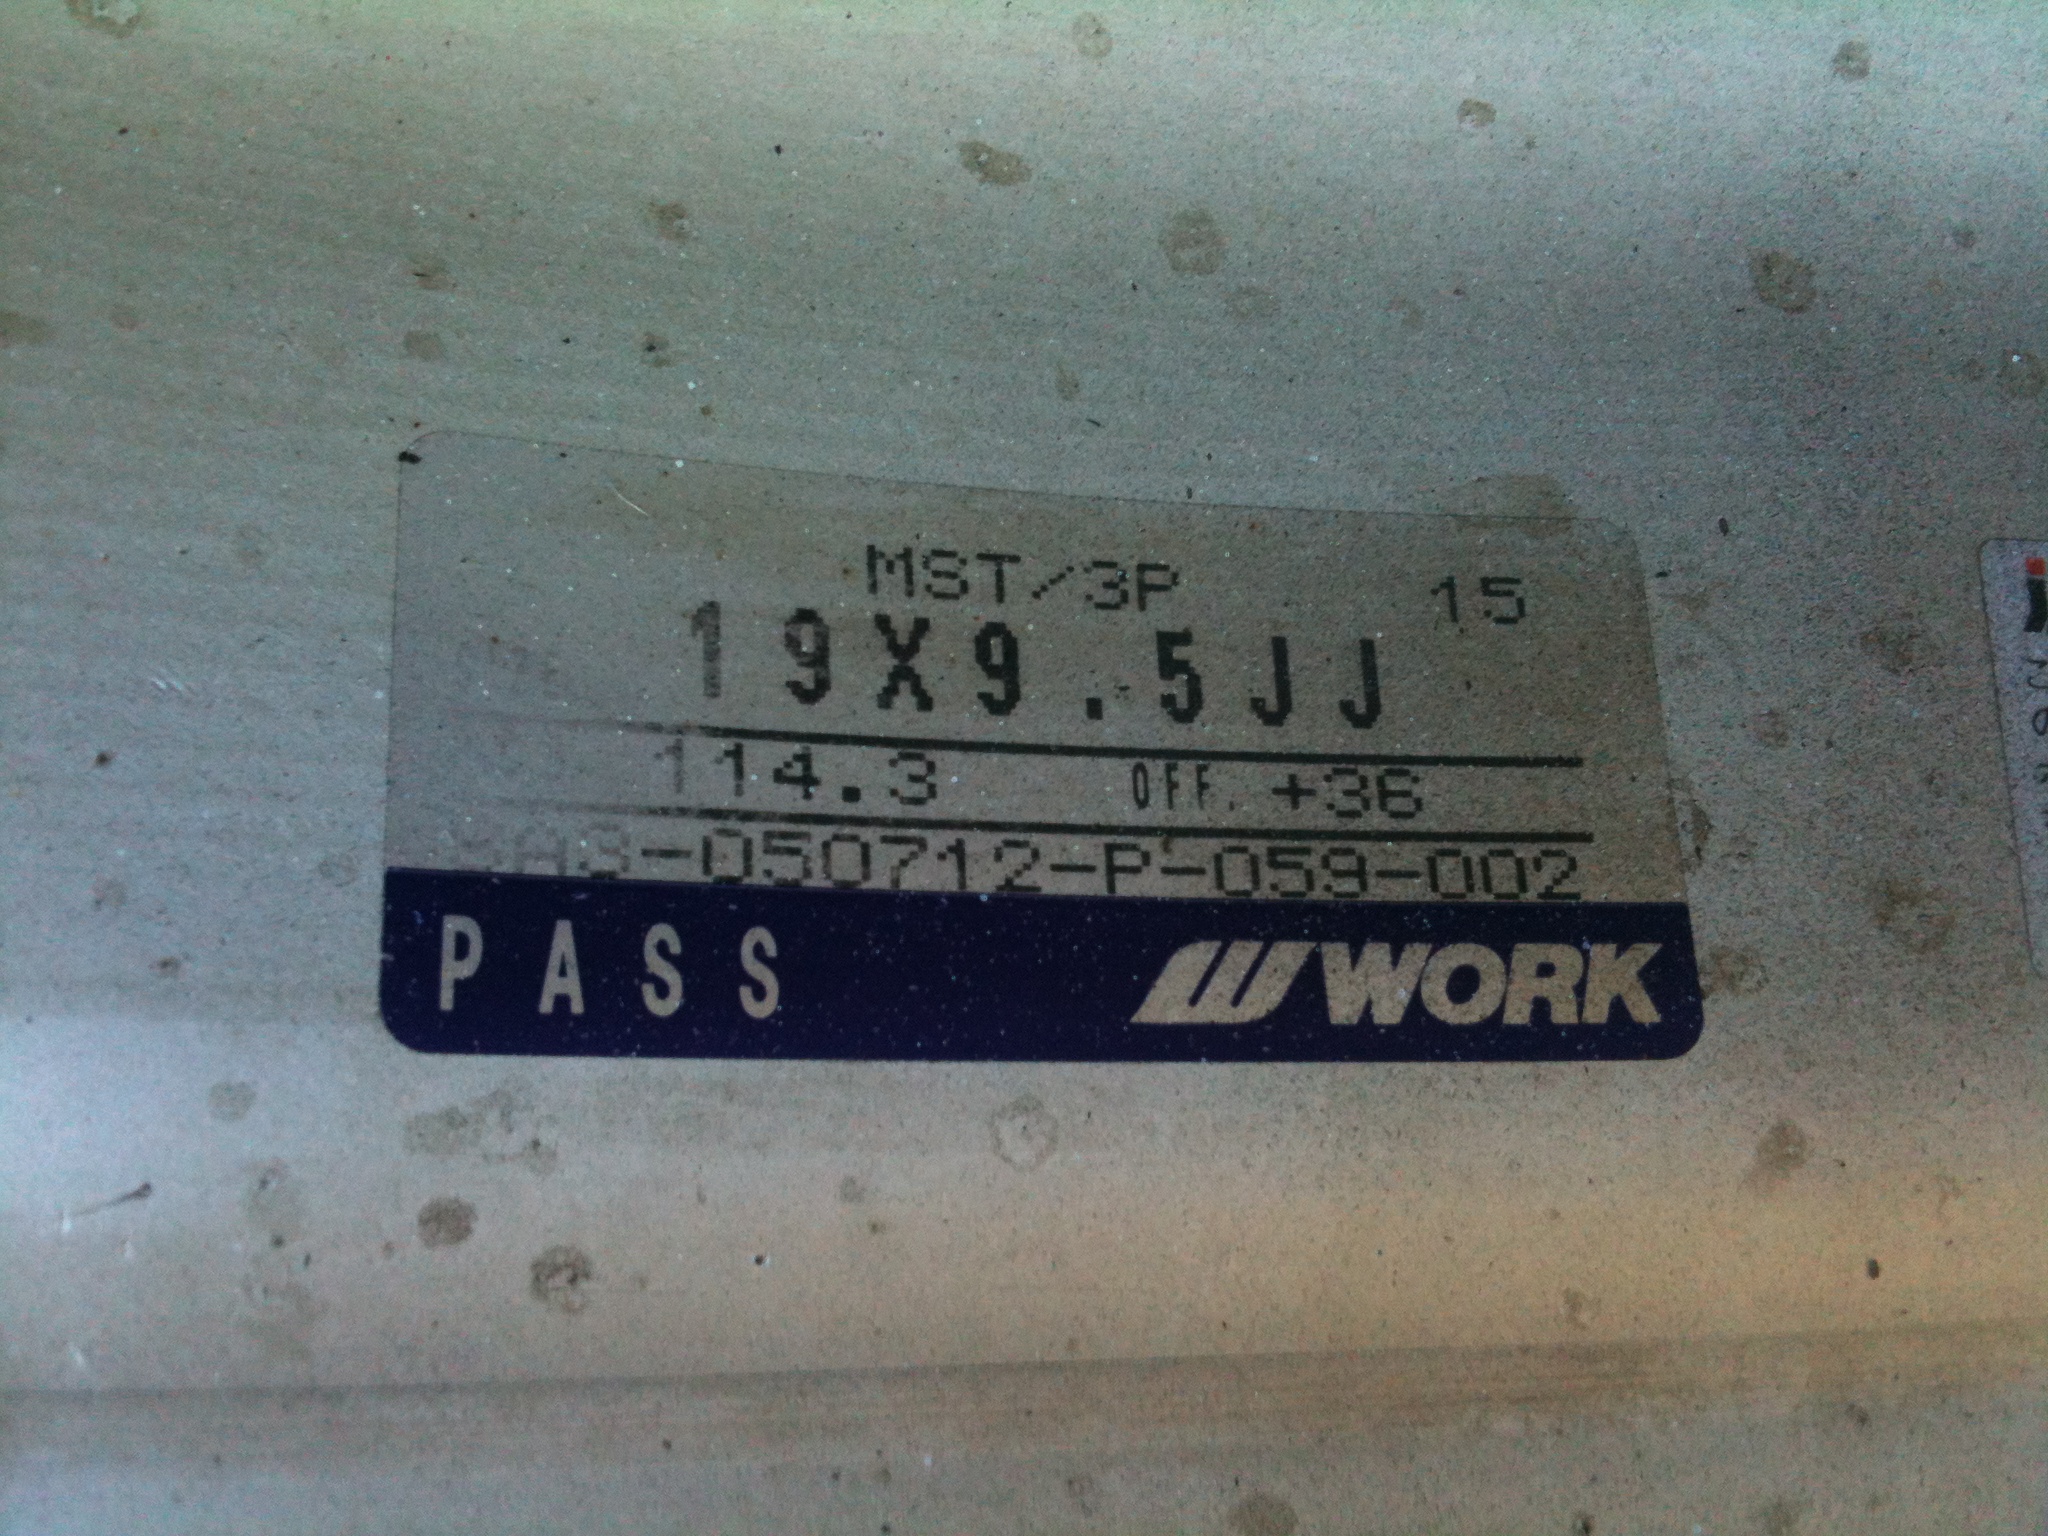 MST/3P 15
19X9.5JJ
114.3 OFF. +36
-050712-P-059-002
PASS WORK